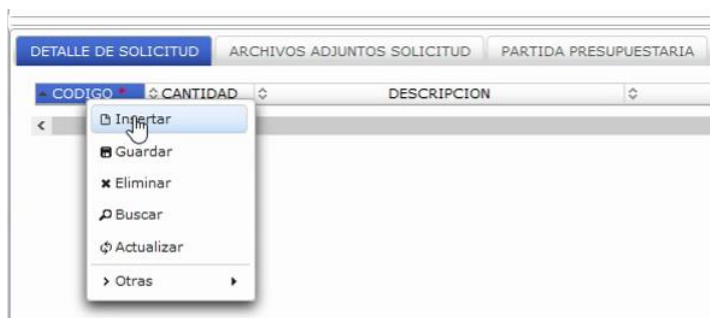 DETALLE DE SOLICITUD ARCHIVOS ADJUNTOS SOLICITUD PARTIDA PRESUPUESTARIA
CODIGO * CANTIDAD DESCRIPCION
Insertar
Guardar
Eliminar
Buscar
Actualizar
Otras